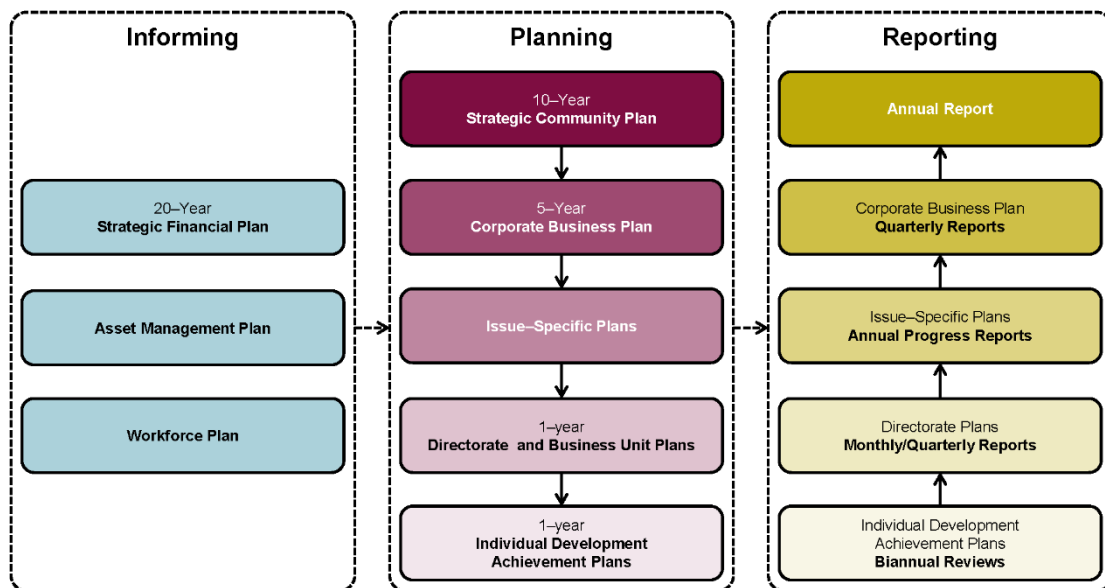 Informing
20–Year
Strategic Financial Plan
Asset Management Plan
Workforce Plan
Planning
10–Year
Strategic Community Plan
5–Year
Corporate Business Plan
Issue–Specific Plans
1–year
Directorate and Business Unit Plans
1–year
Individual Development
Achievement Plans
Reporting
Annual Report
Corporate Business Plan
Quarterly Reports
Issue–Specific Plans
Annual Progress Reports
Directorate Plans
Monthly/Quarterly Reports
Individual Development
Achievement Plans
Biannual Reviews